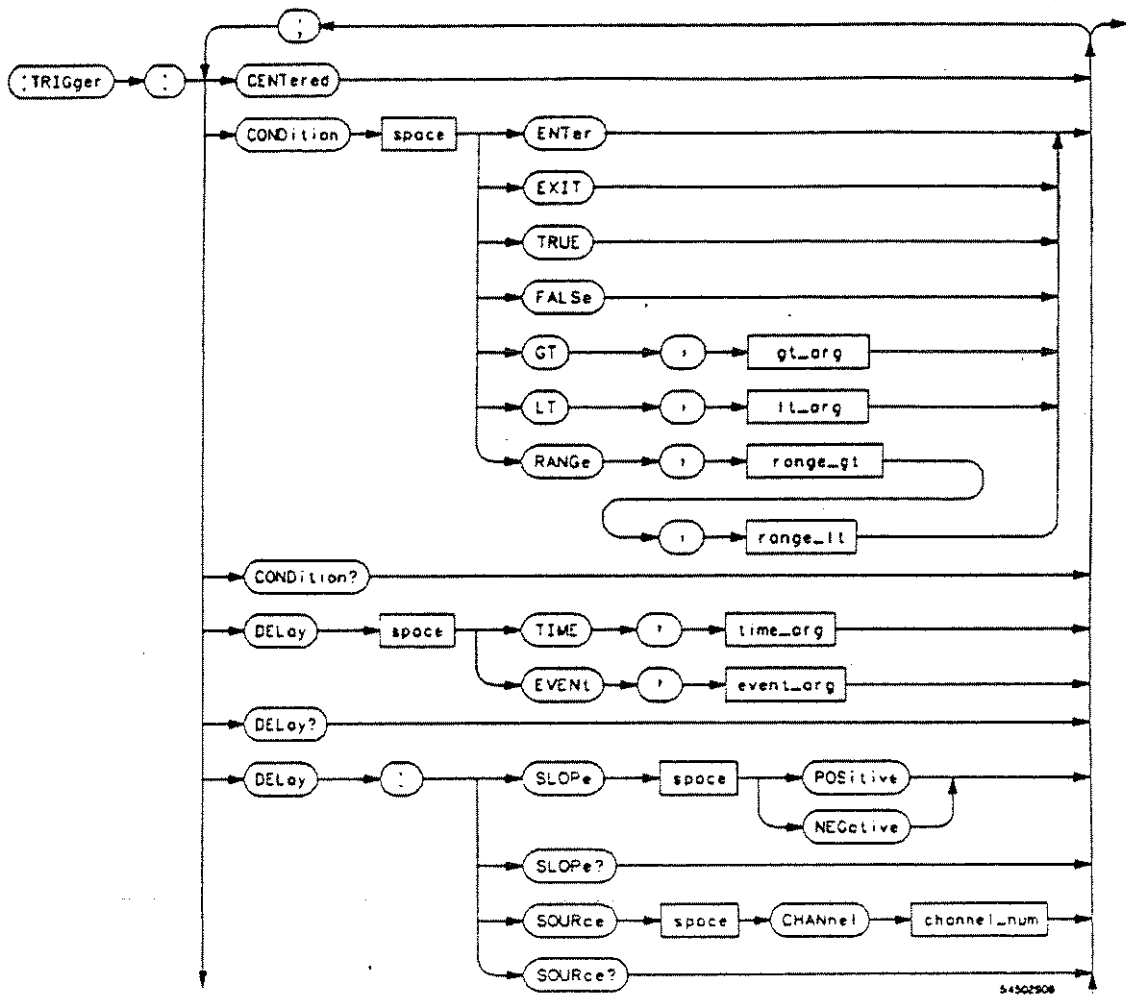 ;
:TRIGger : CENTered
CONDition space ENTer
EXIT
TRUE
FALSe
GT , gt_arg
LT , lt_arg
RANGe , range_gt
, range_lt
CONDition?
DELay space TIME , time_arg
EVENt , event_arg
DELay?
DELay : SLOPe space POSitive
NEGative
SLOPe?
SOURce space CHANnel channel_num
SOURce?
54502S08